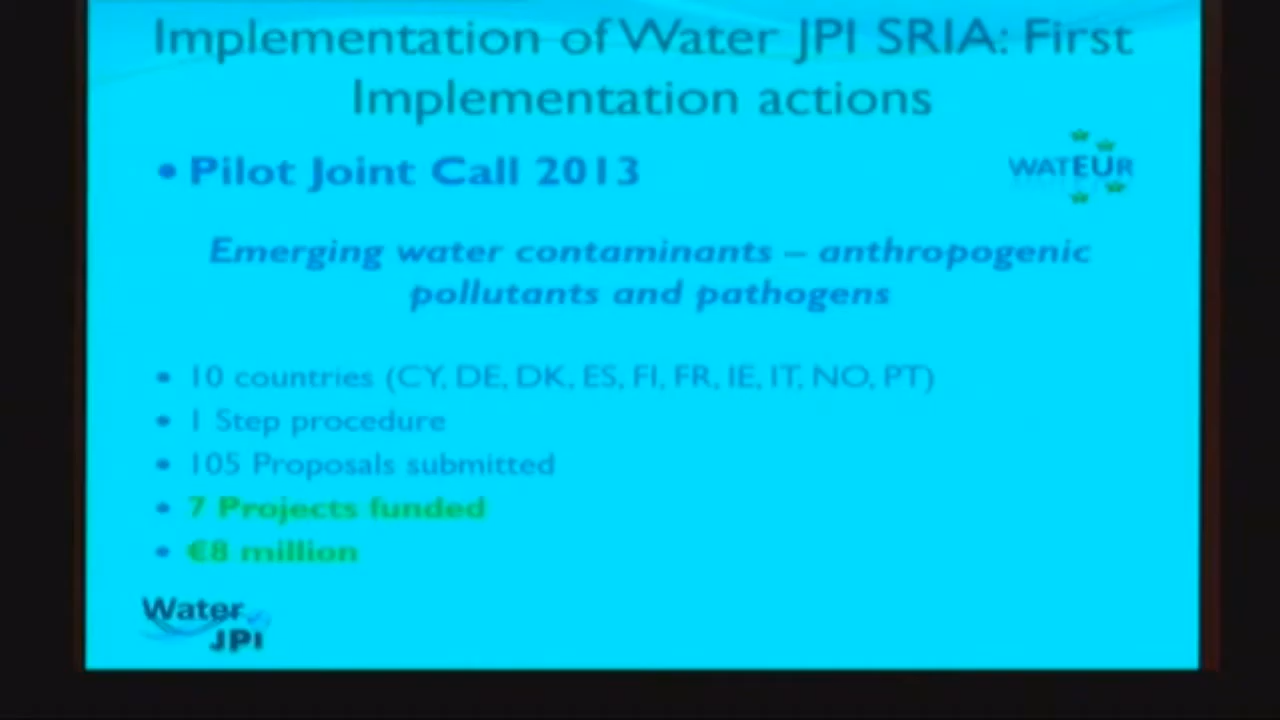 Implementation of Water JPI SRIA: First
Implementation actions
• Pilot Joint Call 2013
WATEUR
Emerging water contaminants – anthropogenic
pollutants and pathogens
• 10 countries (CY, DE, DK, ES, FI, FR, IE, IT, NO, PT)
• 1 Step procedure
• 105 Proposals submitted
• 7 Projects funded
• €8 million
Water
JPI